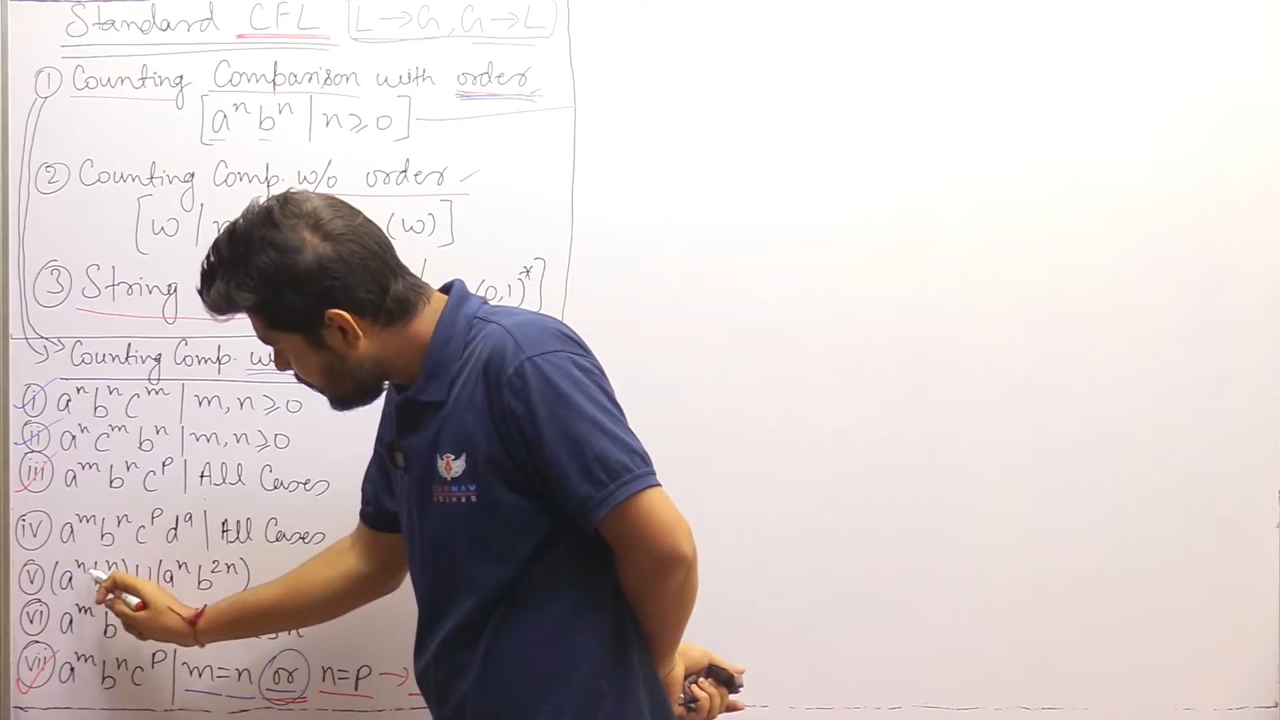 Standard CFL [L→G, G→L]
① Counting Comparison with order
[aⁿ bⁿ | n ≥ 0]
② Counting Comp. w/o order
[w | (w)]
③ String (0,1)*]
Counting Comp.
(i) aⁿ bⁿ cᵐ | m, n ≥ 0
(ii) aⁿ cᵐ bⁿ | m, n ≥ 0
(iii) aᵐ bⁿ cᵖ | All Cases
(iv) aᵐ bⁿ cᵖ d^q | All Cases
(v) (aⁿ bⁿ) ∪ (aⁿ b²ⁿ)
(vi) aᵐ b
(vii) aᵐ bⁿ cᵖ | m = n or n = p →